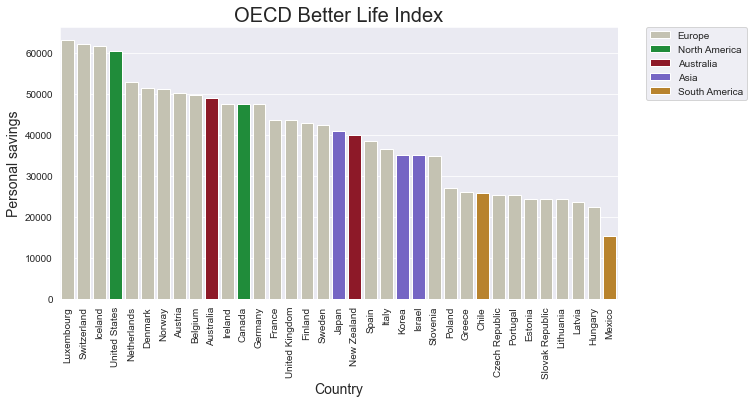 OECD Better Life Index
Europe
North America
Australia
Asia
South America
Personal savings
60000
50000
40000
30000
20000
10000
0
Luxembourg
Switzerland
Iceland
United States
Netherlands
Denmark
Norway
Austria
Belgium
Australia
Ireland
Canada
Germany
France
United Kingdom
Finland
Sweden
Japan
New Zealand
Spain
Italy
Korea
Israel
Slovenia
Poland
Greece
Chile
Czech Republic
Portugal
Estonia
Slovak Republic
Lithuania
Latvia
Hungary
Mexico
Country